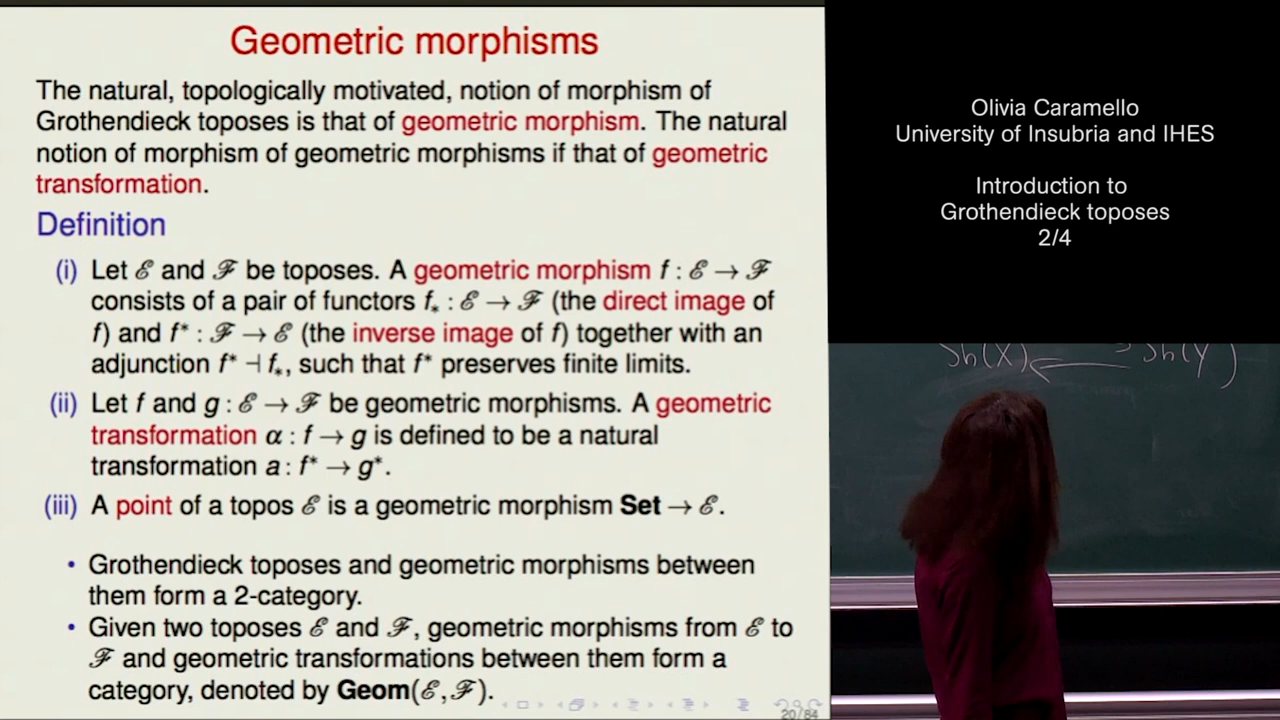 Geometric morphisms
The natural, topologically motivated, notion of morphism of
Grothendieck toposes is that of geometric morphism. The natural
notion of morphism of geometric morphisms if that of geometric
transformation.
Definition
(i) Let ℰ and ℱ be toposes. A geometric morphism f : ℰ → ℱ
consists of a pair of functors f_* : ℰ → ℱ (the direct image of
f) and f* : ℱ → ℰ (the inverse image of f) together with an
adjunction f* ⊣ f_*, such that f* preserves finite limits.
(ii) Let f and g : ℰ → ℱ be geometric morphisms. A geometric
transformation α : f → g is defined to be a natural
transformation a : f* → g*.
(iii) A point of a topos ℰ is a geometric morphism Set → ℰ.
• Grothendieck toposes and geometric morphisms between
them form a 2-category.
• Given two toposes ℰ and ℱ, geometric morphisms from ℰ to
ℱ and geometric transformations between them form a
category, denoted by Geom(ℰ, ℱ).
20/84
Olivia Caramello
University of Insubria and IHES
Introduction to
Grothendieck toposes
2/4
Sh(X) Sh(Y)